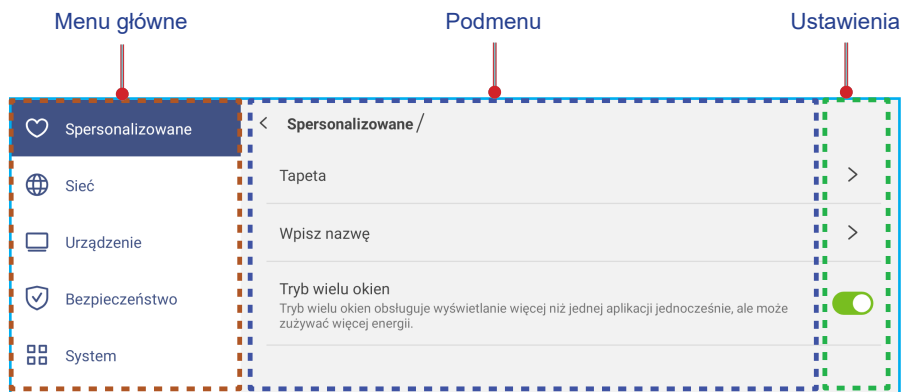 Menu główne
Podmenu
Ustawienia
Spersonalizowane
Sieć
Urządzenie
Bezpieczeństwo
System
< Spersonalizowane /
Tapeta
>
Wpisz nazwę
>
Tryb wielu okien
Tryb wielu okien obsługuje wyświetlanie więcej niż jednej aplikacji jednocześnie, ale może
zużywać więcej energii.